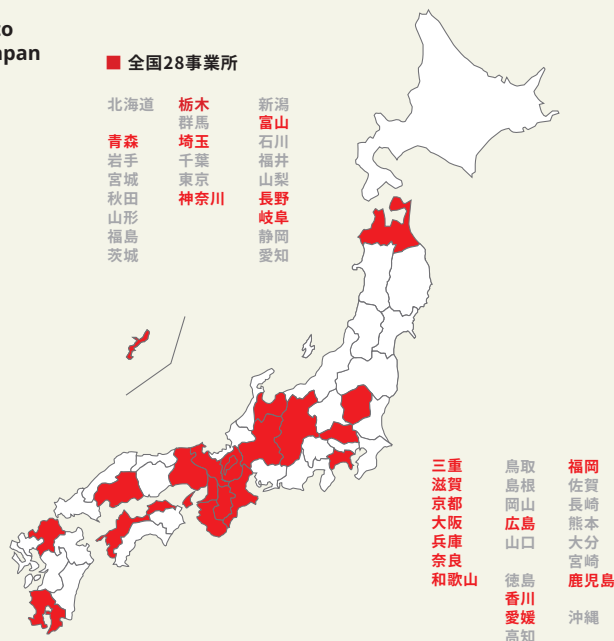 to
apan
全国28事業所
北海道
青森
岩手
宮城
秋田
山形
福島
茨城
栃木
群馬
埼玉
千葉
東京
神奈川
新潟
富山
石川
福井
山梨
長野
岐阜
静岡
愛知
三重
滋賀
京都
大阪
兵庫
奈良
和歌山
鳥取
島根
岡山
広島
山口
徳島
香川
愛媛
高知
福岡
佐賀
長崎
熊本
大分
宮崎
鹿児島
沖縄